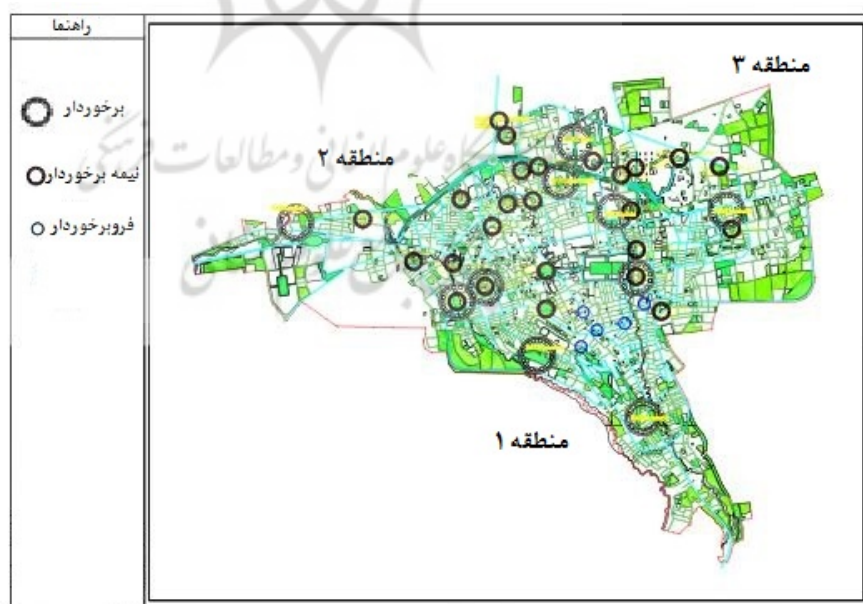 راهنما
برخوردار
نیمه برخوردار
فروبرخوردار
منطقه ۳
منطقه ۲
منطقه ۱